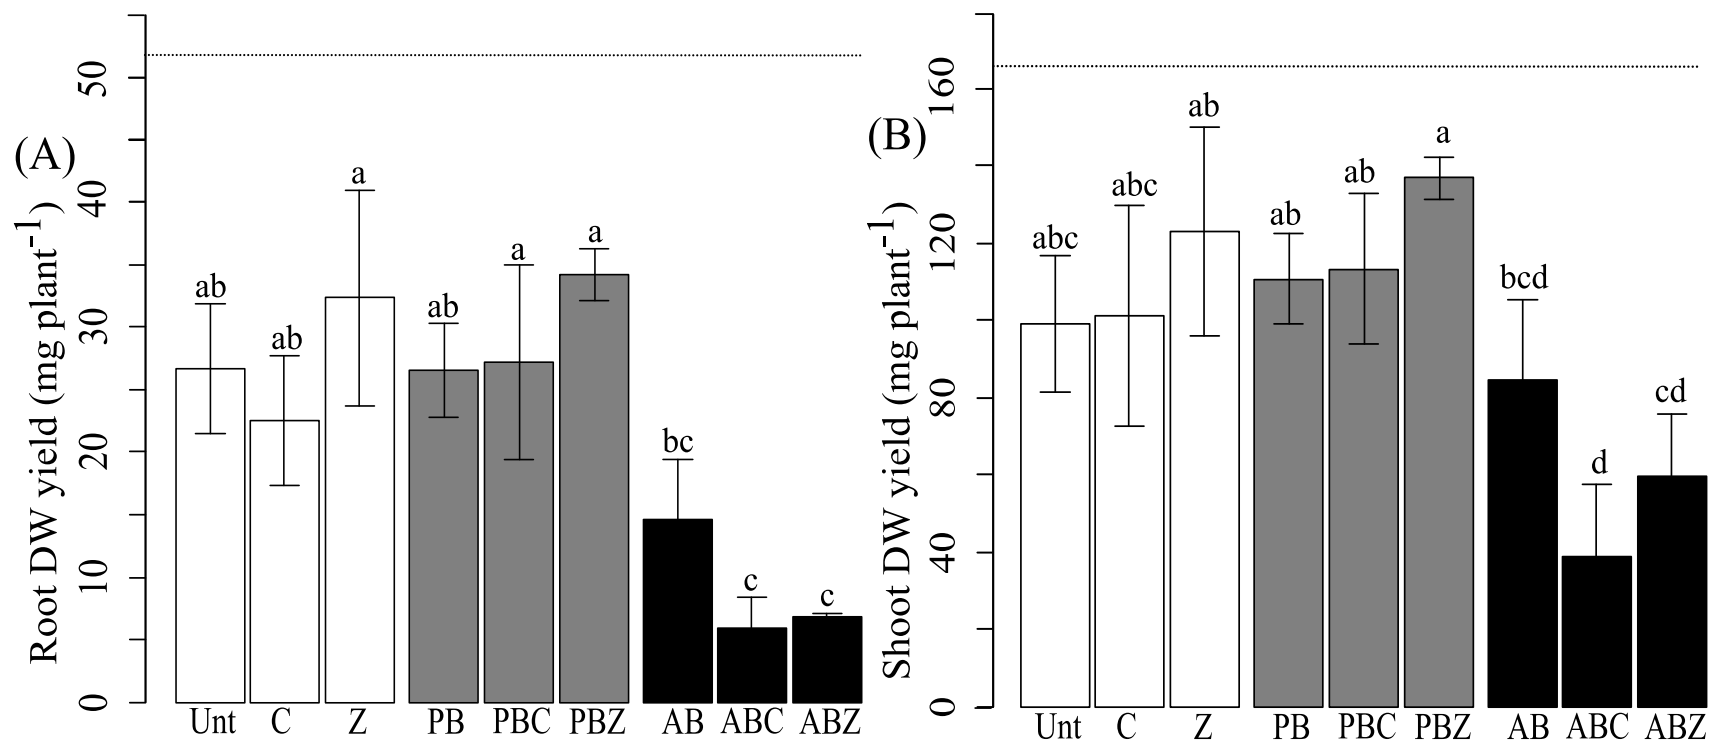 (A)
Root DW yield (mg plant⁻¹)
50
40
30
20
10
0
ab
ab
a
ab
a
a
bc
c
c
Unt C Z PB PBC PBZ AB ABC ABZ
(B)
Shoot DW yield (mg plant⁻¹)
160
120
80
40
0
abc
abc
ab
ab
ab
a
bcd
d
cd
Unt C Z PB PBC PBZ AB ABC ABZ